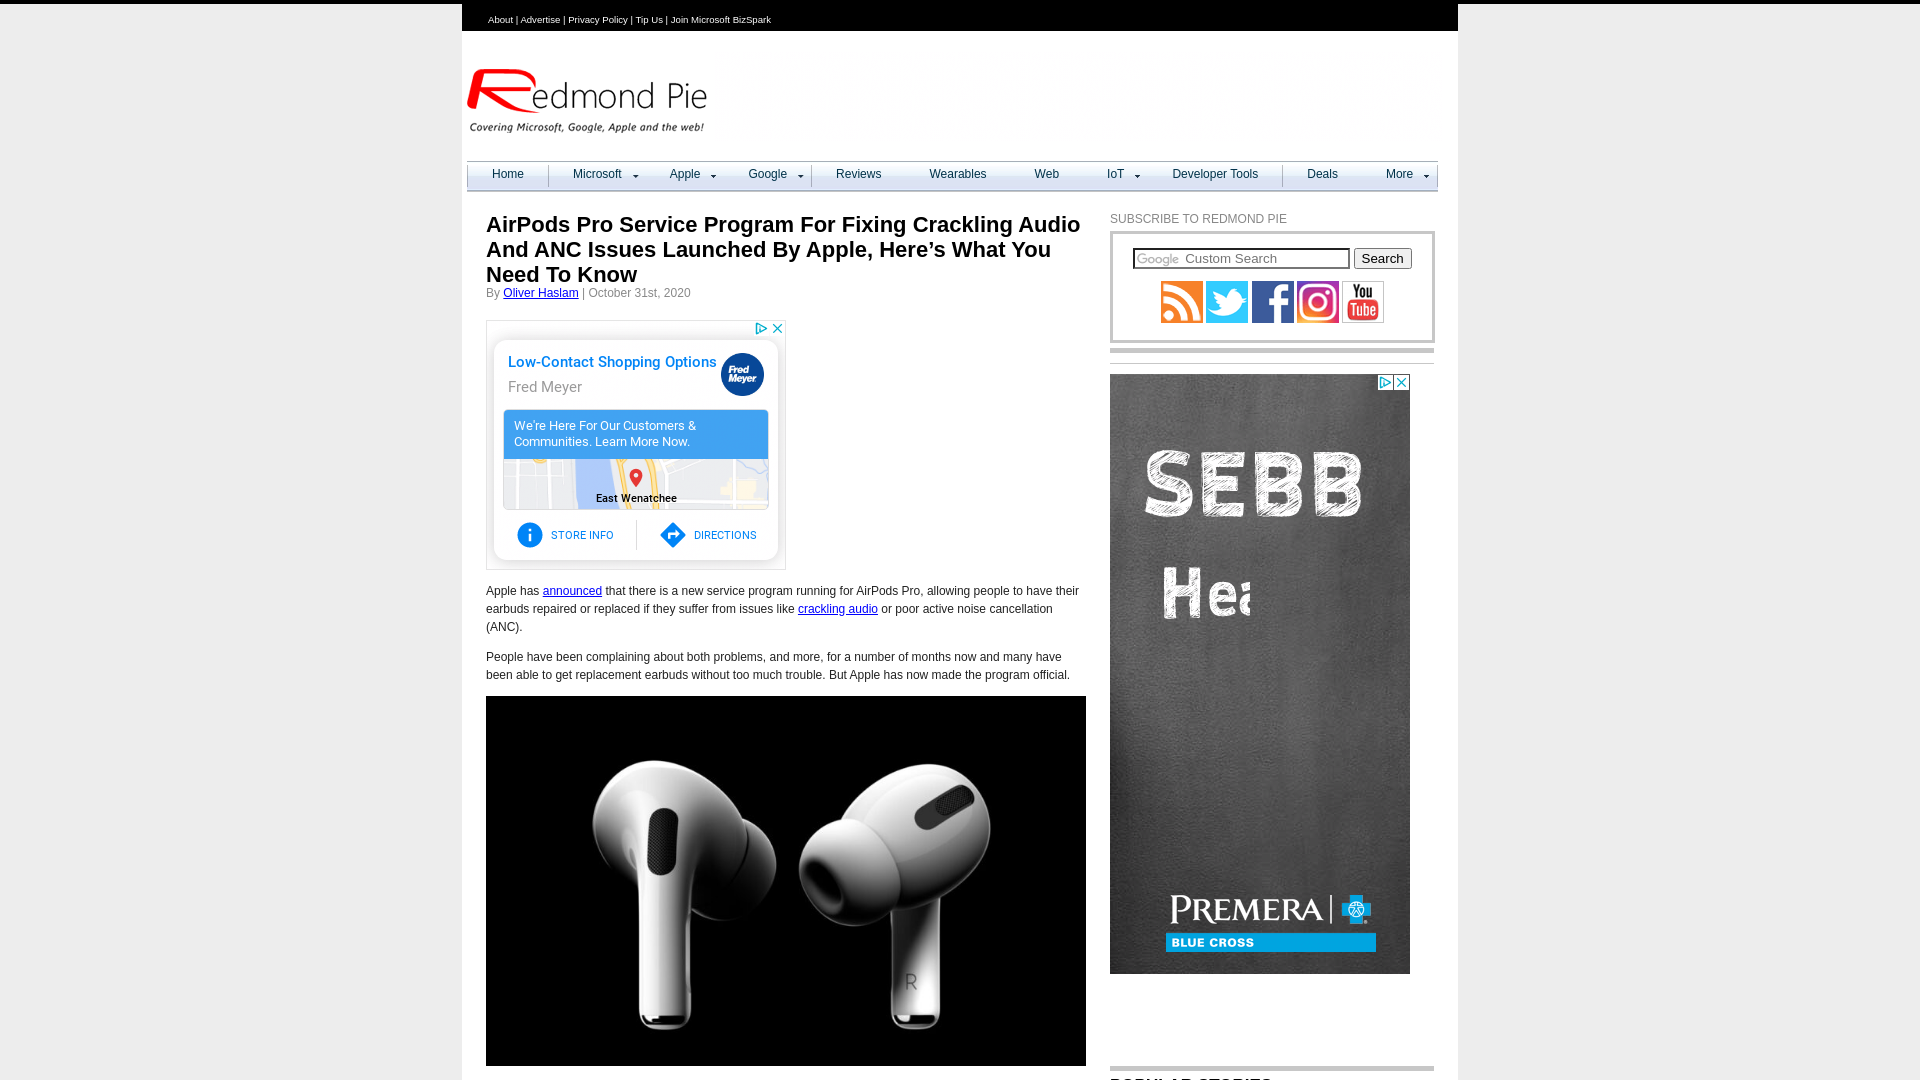 About | Advertise | Privacy Policy | Tip Us | Join Microsoft BizSpark
Redmond Pie
Covering Microsoft, Google, Apple and the web!
Home Microsoft Apple Google Reviews Wearables Web IoT Developer Tools Deals More
AirPods Pro Service Program For Fixing Crackling Audio
And ANC Issues Launched By Apple, Here’s What You
Need To Know
By Oliver Haslam | October 31st, 2020
Low-Contact Shopping Options
Fred Meyer
Fred
Meyer
We're Here For Our Customers &
Communities. Learn More Now.
East Wenatchee
STORE INFO
DIRECTIONS
Apple has announced that there is a new service program running for AirPods Pro, allowing people to have their
earbuds repaired or replaced if they suffer from issues like crackling audio or poor active noise cancellation
(ANC).
People have been complaining about both problems, and more, for a number of months now and many have
been able to get replacement earbuds without too much trouble. But Apple has now made the program official.
R
SUBSCRIBE TO REDMOND PIE
Google Custom Search
Search
You
Tube
SEBB
Hea
PREMERA
BLUE CROSS
POPULAR STORIES